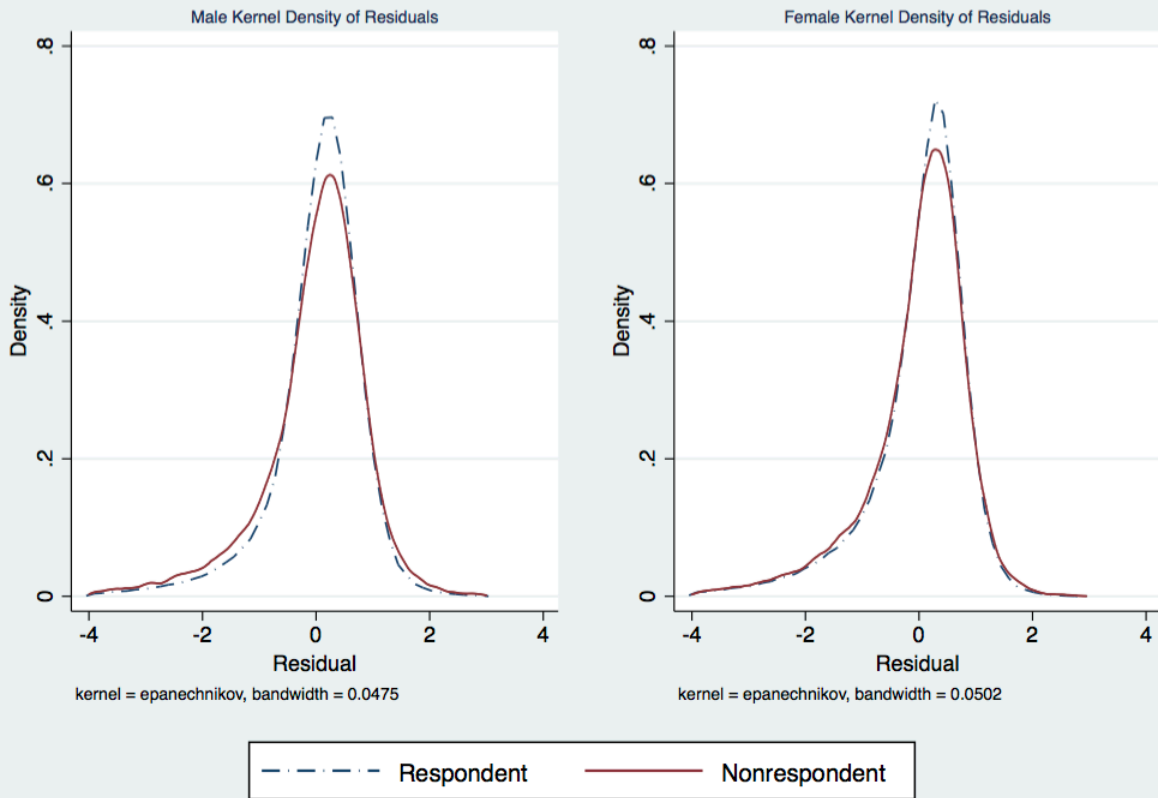 Male Kernel Density of Residuals
.8
.6
.4
.2
0
Density
-4 -2 0 2 4
Residual
kernel = epanechnikov, bandwidth = 0.0475
Female Kernel Density of Residuals
.8
.6
.4
.2
0
Density
-4 -2 0 2 4
Residual
kernel = epanechnikov, bandwidth = 0.0502
Respondent Nonrespondent